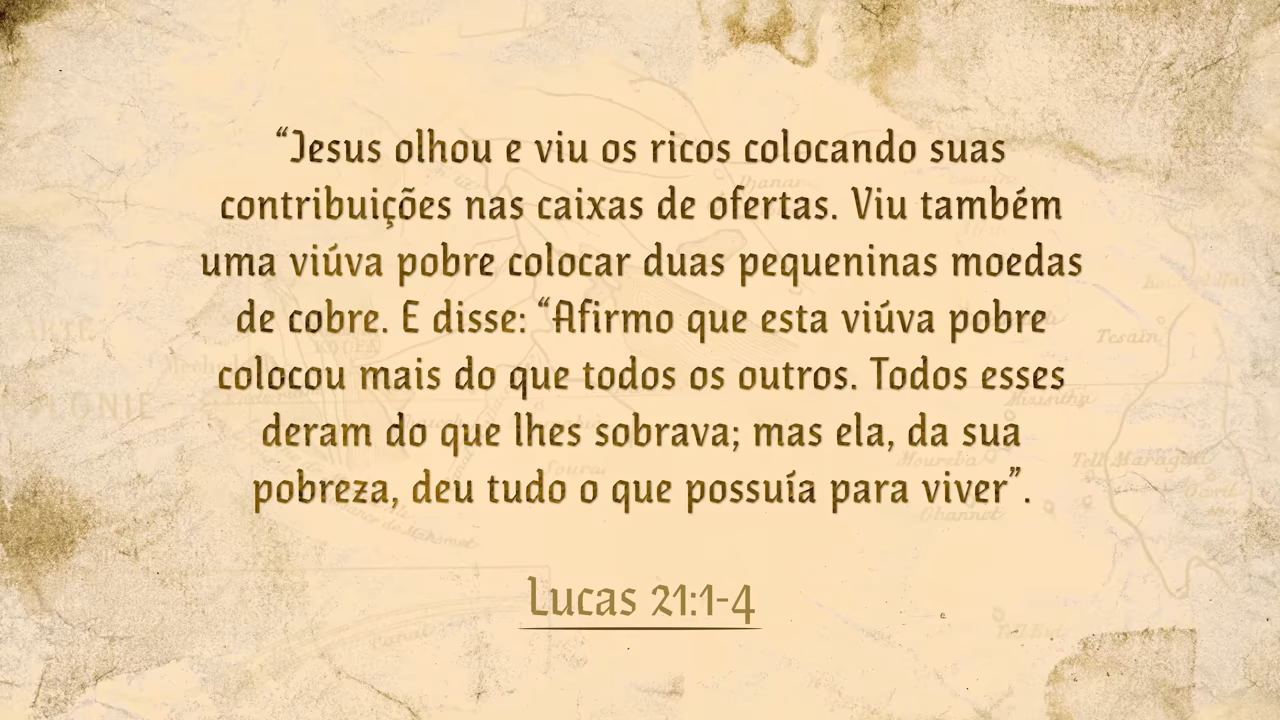 “Jesus olhou e viu os ricos colocando suas
contribuições nas caixas de ofertas. Viu também
uma viúva pobre colocar duas pequeninas moedas
de cobre. E disse: “Afirmo que esta viúva pobre
colocou mais do que todos os outros. Todos esses
deram do que lhes sobrava; mas ela, da sua
pobreza, deu tudo o que possuía para viver”.
Lucas 21:1-4
Tesain